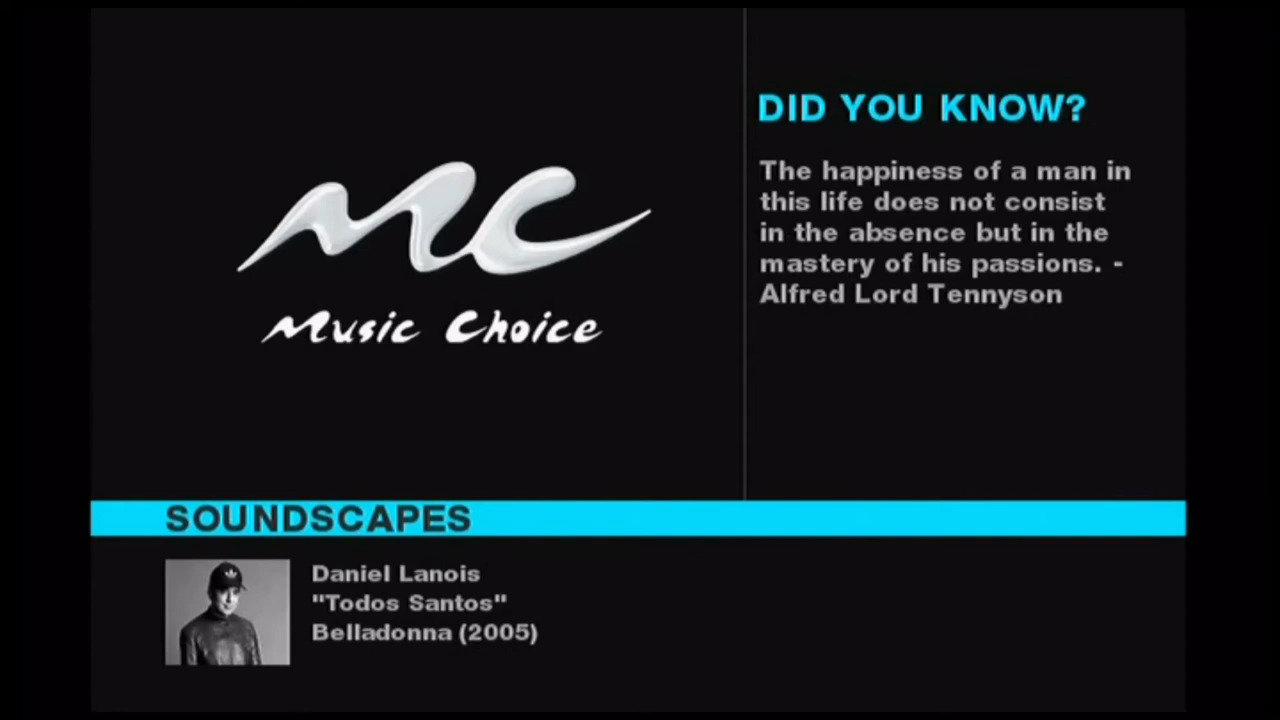 MC
Music Choice
DID YOU KNOW?
The happiness of a man in
this life does not consist
in the absence but in the
mastery of his passions. -
Alfred Lord Tennyson
SOUNDSCAPES
Daniel Lanois
"Todos Santos"
Belladonna (2005)